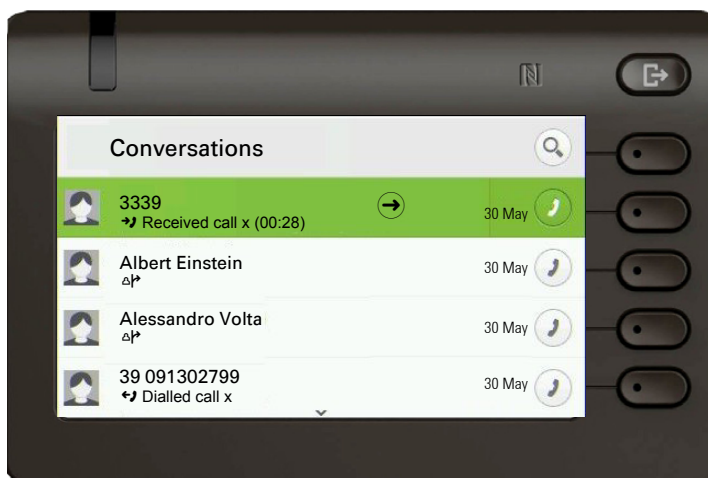 Conversations
3339
Received call x (00:28)
30 May
Albert Einstein
30 May
Alessandro Volta
30 May
39 091302799
Dialled call x
30 May